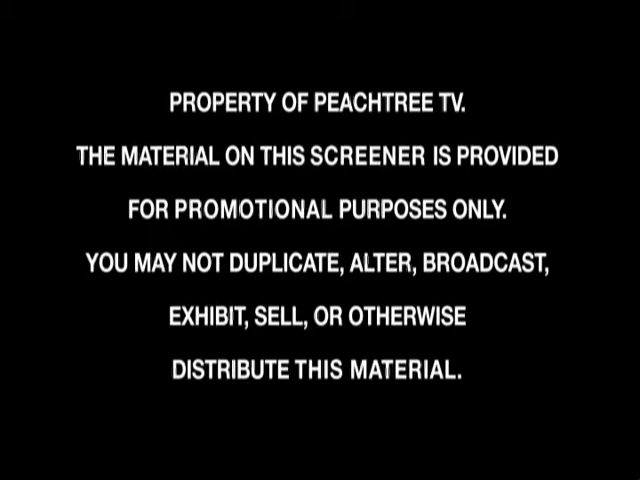 PROPERTY OF PEACHTREE TV.
THE MATERIAL ON THIS SCREENER IS PROVIDED
FOR PROMOTIONAL PURPOSES ONLY.
YOU MAY NOT DUPLICATE, ALTER, BROADCAST,
EXHIBIT, SELL, OR OTHERWISE
DISTRIBUTE THIS MATERIAL.